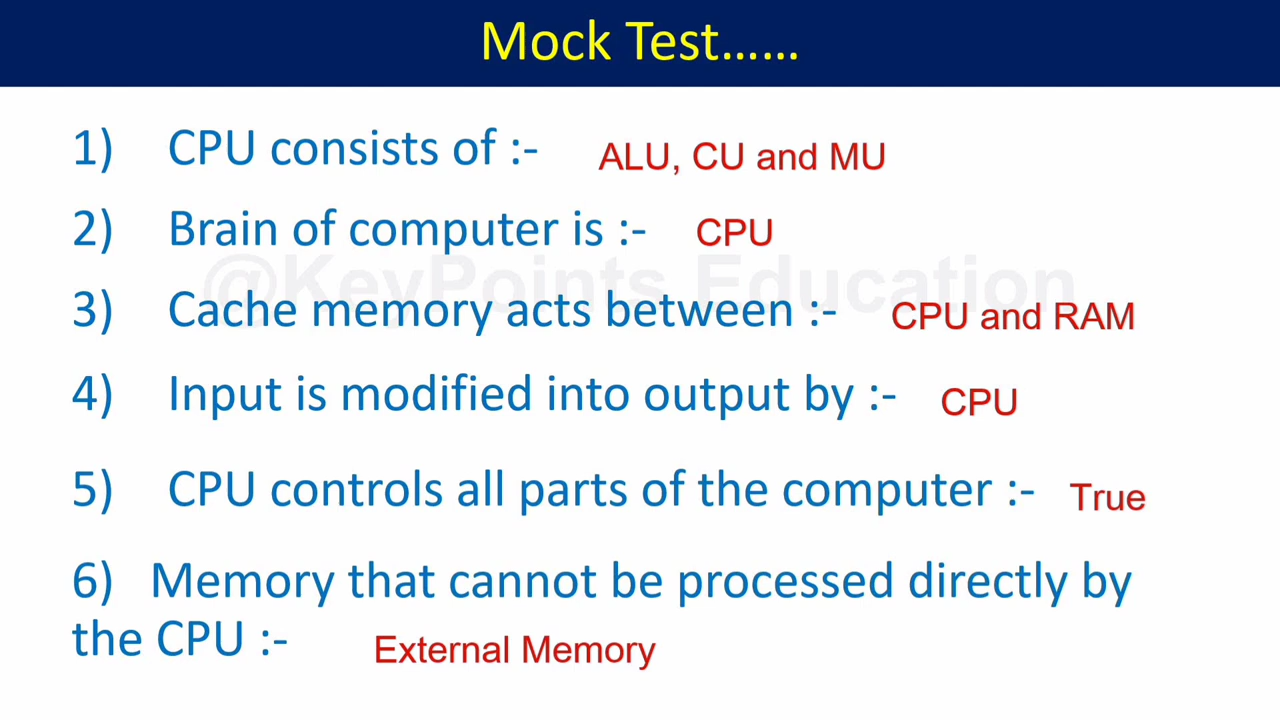 Mock Test......
1) CPU consists of :- ALU, CU and MU
2) Brain of computer is :- CPU
@KeyPoints Education
3) Cache memory acts between :- CPU and RAM
4) Input is modified into output by :- CPU
5) CPU controls all parts of the computer :- True
6) Memory that cannot be processed directly by
the CPU :- External Memory